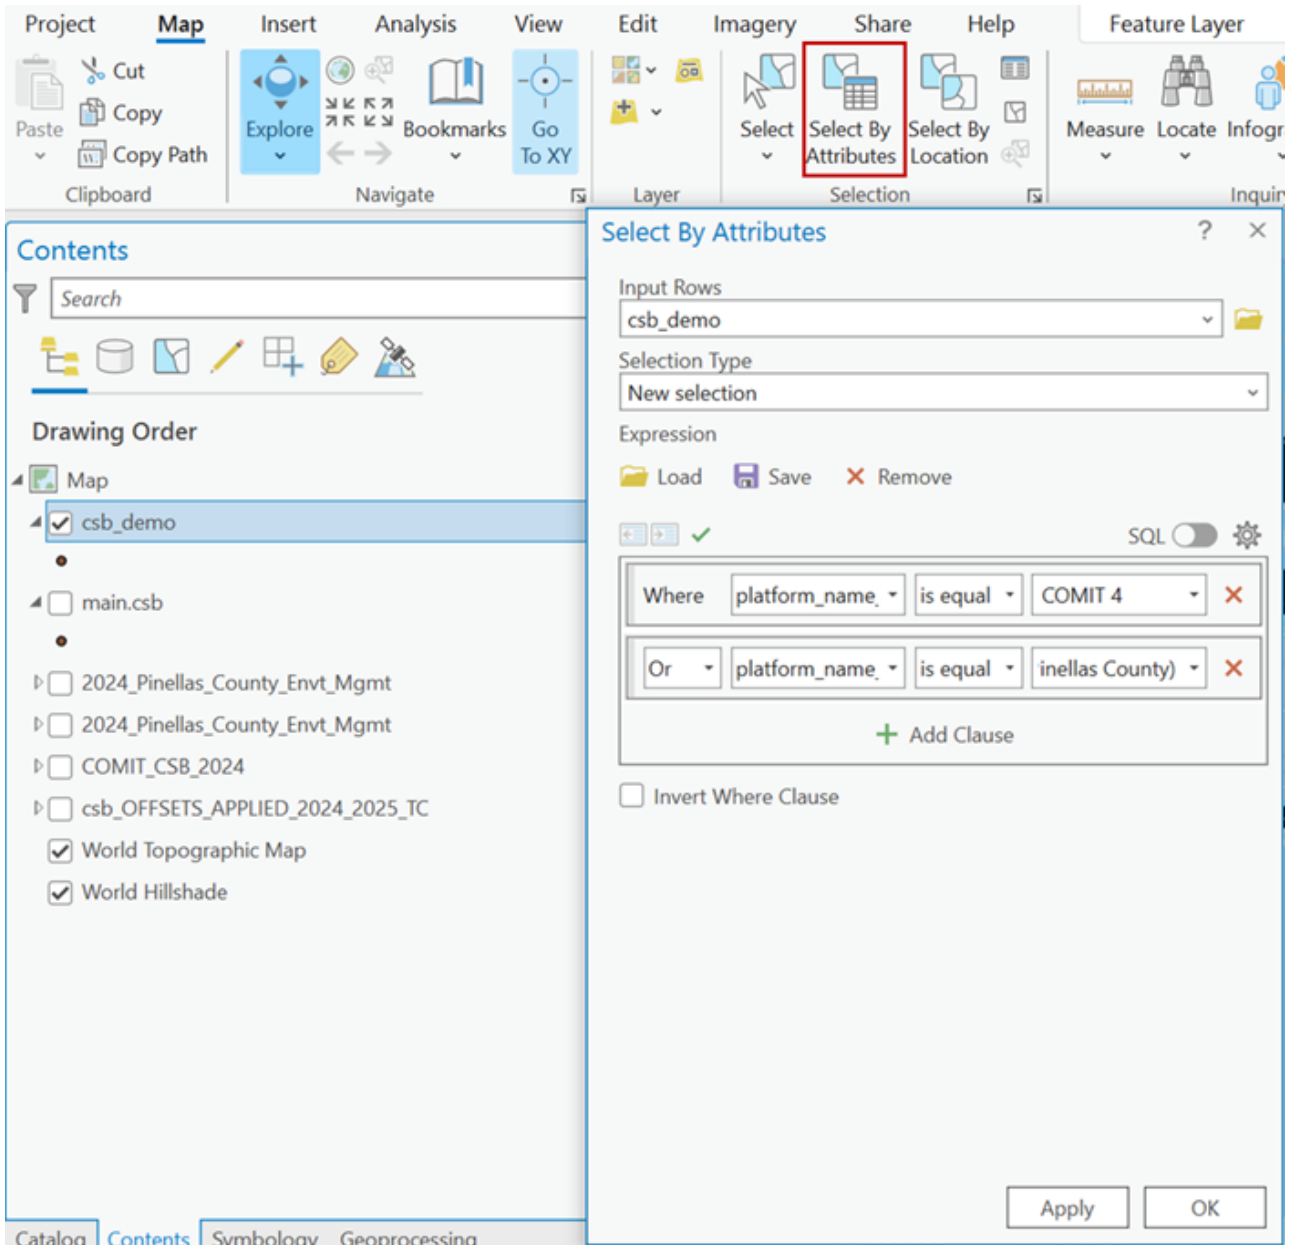 Project Map Insert Analysis View Edit Imagery Share Help Feature Layer
Cut
Copy
Copy Path
Paste
Clipboard
Explore
Bookmarks
Go
To XY
Navigate
Layer
Select
Select By
Attributes
Select By
Location
Selection
Measure
Locate
Infogr
Inquir
Contents
Search
Drawing Order
Map
csb_demo
main.csb
2024_Pinellas_County_Envt_Mgmt
2024_Pinellas_County_Envt_Mgmt
COMIT_CSB_2024
csb_OFFSETS_APPLIED_2024_2025_TC
World Topographic Map
World Hillshade
Catalog Contents Symbology Geoprocessing
Select By Attributes ?
Input Rows
csb_demo
Selection Type
New selection
Expression
Load Save Remove
SQL
Where platform_name_ is equal COMIT 4
Or platform_name_ is equal inellas County)
Add Clause
Invert Where Clause
Apply OK